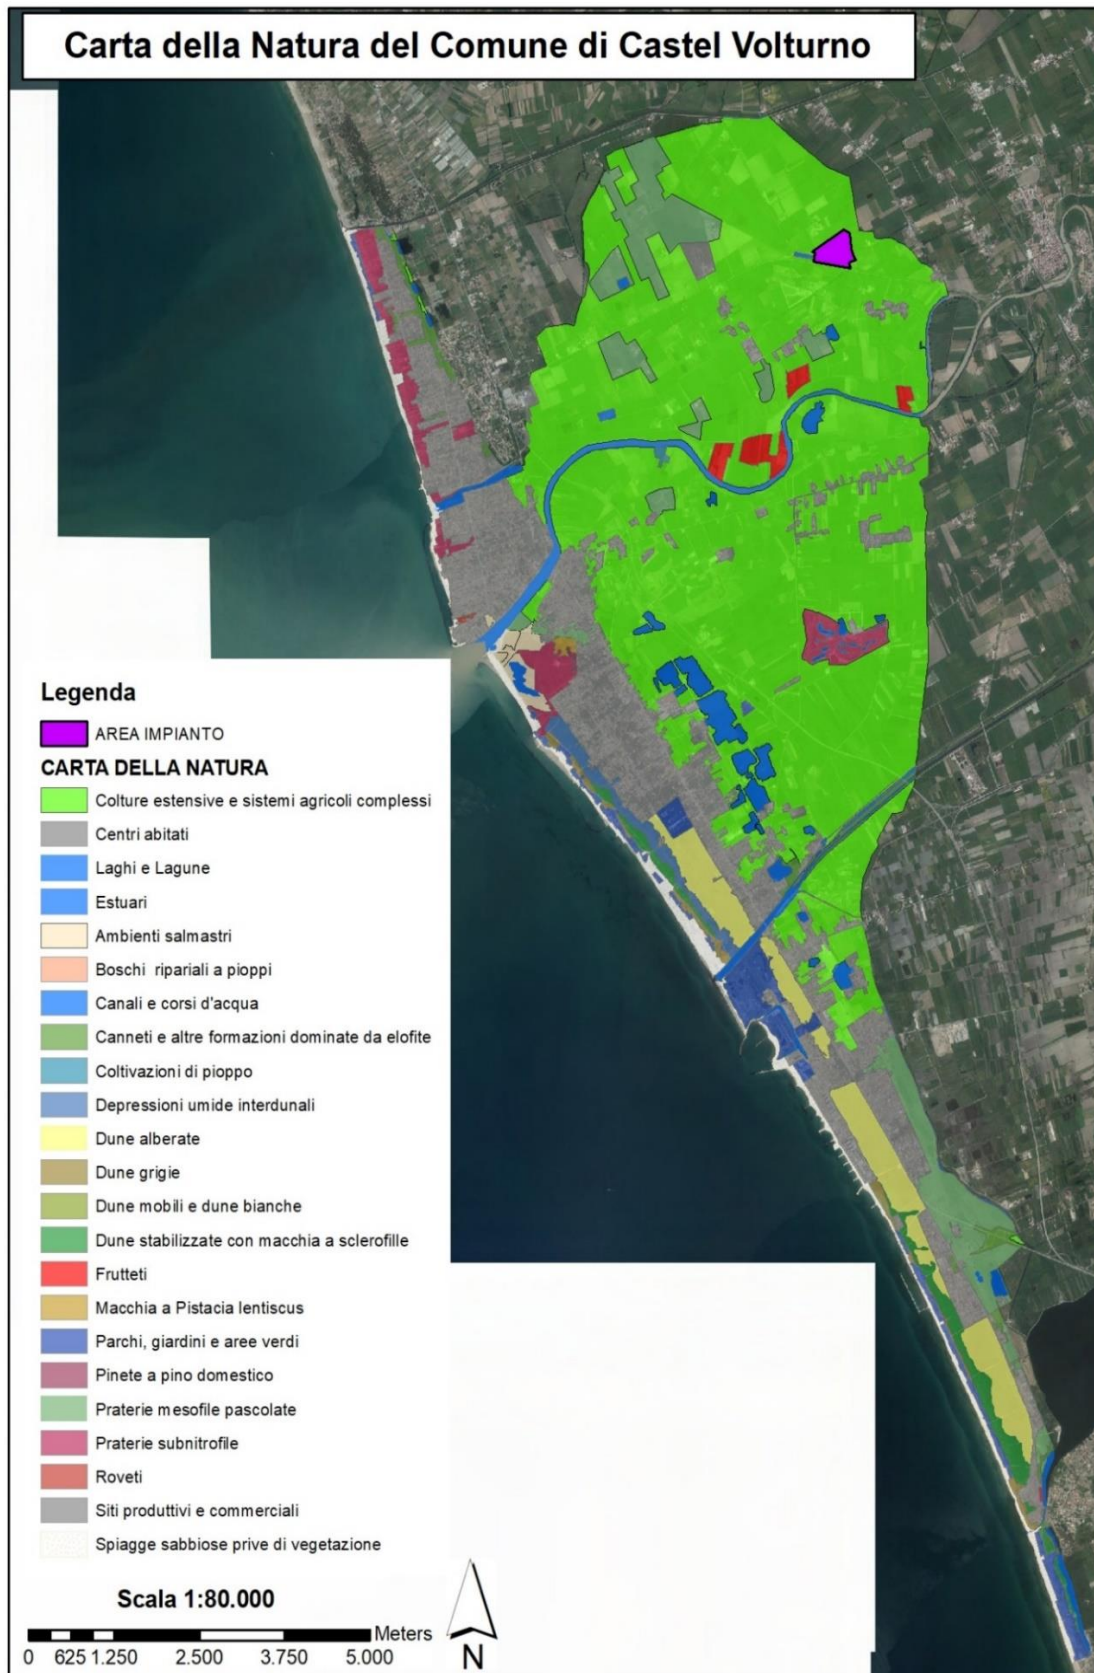 Carta della Natura del Comune di Castel Volturno
Legenda
AREA IMPIANTO
CARTA DELLA NATURA
Colture estensive e sistemi agricoli complessi
Centri abitati
Laghi e Lagune
Estuari
Ambienti salmastri
Boschi ripariali a pioppi
Canali e corsi d'acqua
Canneti e altre formazioni dominate da elofite
Coltivazioni di pioppo
Depressioni umide interdunali
Dune alberate
Dune grigie
Dune mobili e dune bianche
Dune stabilizzate con macchia a sclerofille
Frutteti
Macchia a Pistacia lentiscus
Parchi, giardini e aree verdi
Pinete a pino domestico
Praterie mesofile pascolate
Praterie subnitrofile
Roveti
Siti produttivi e commerciali
Spiagge sabbiose prive di vegetazione
Scala 1:80.000
Meters
0 625 1.250 2.500 3.750 5.000
N